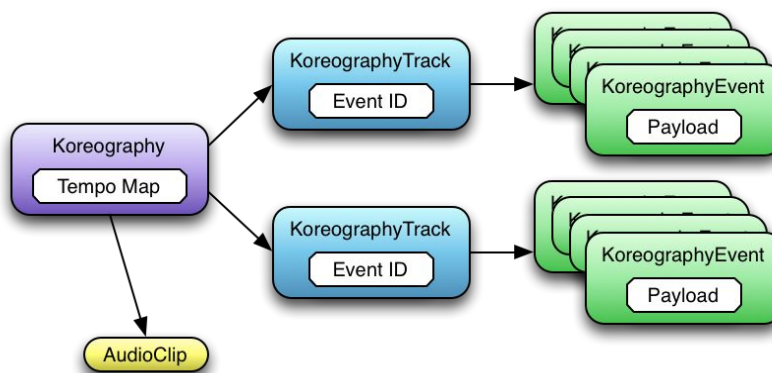 KoreographyTrack
Event ID
KoreographyEvent
Payload
Koreography
Tempo Map
KoreographyTrack
Event ID
KoreographyEvent
Payload
AudioClip